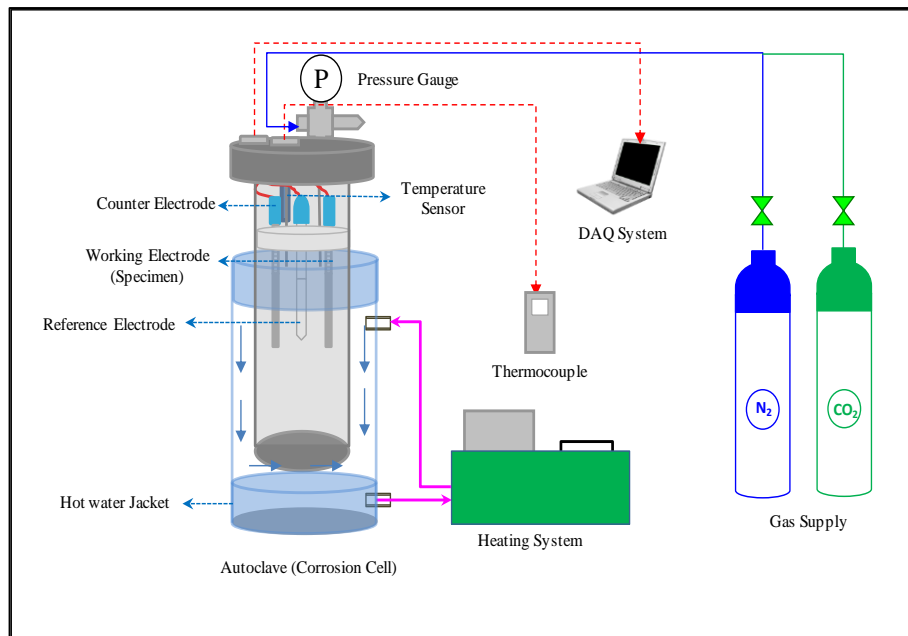 P
Pressure Gauge
Counter Electrode
Temperature
Sensor
DAQ System
Working Electrode
(Specimen)
Reference Electrode
Thermocouple
N₂
CO₂
Hot water Jacket
Heating System
Gas Supply
Autoclave (Corrosion Cell)